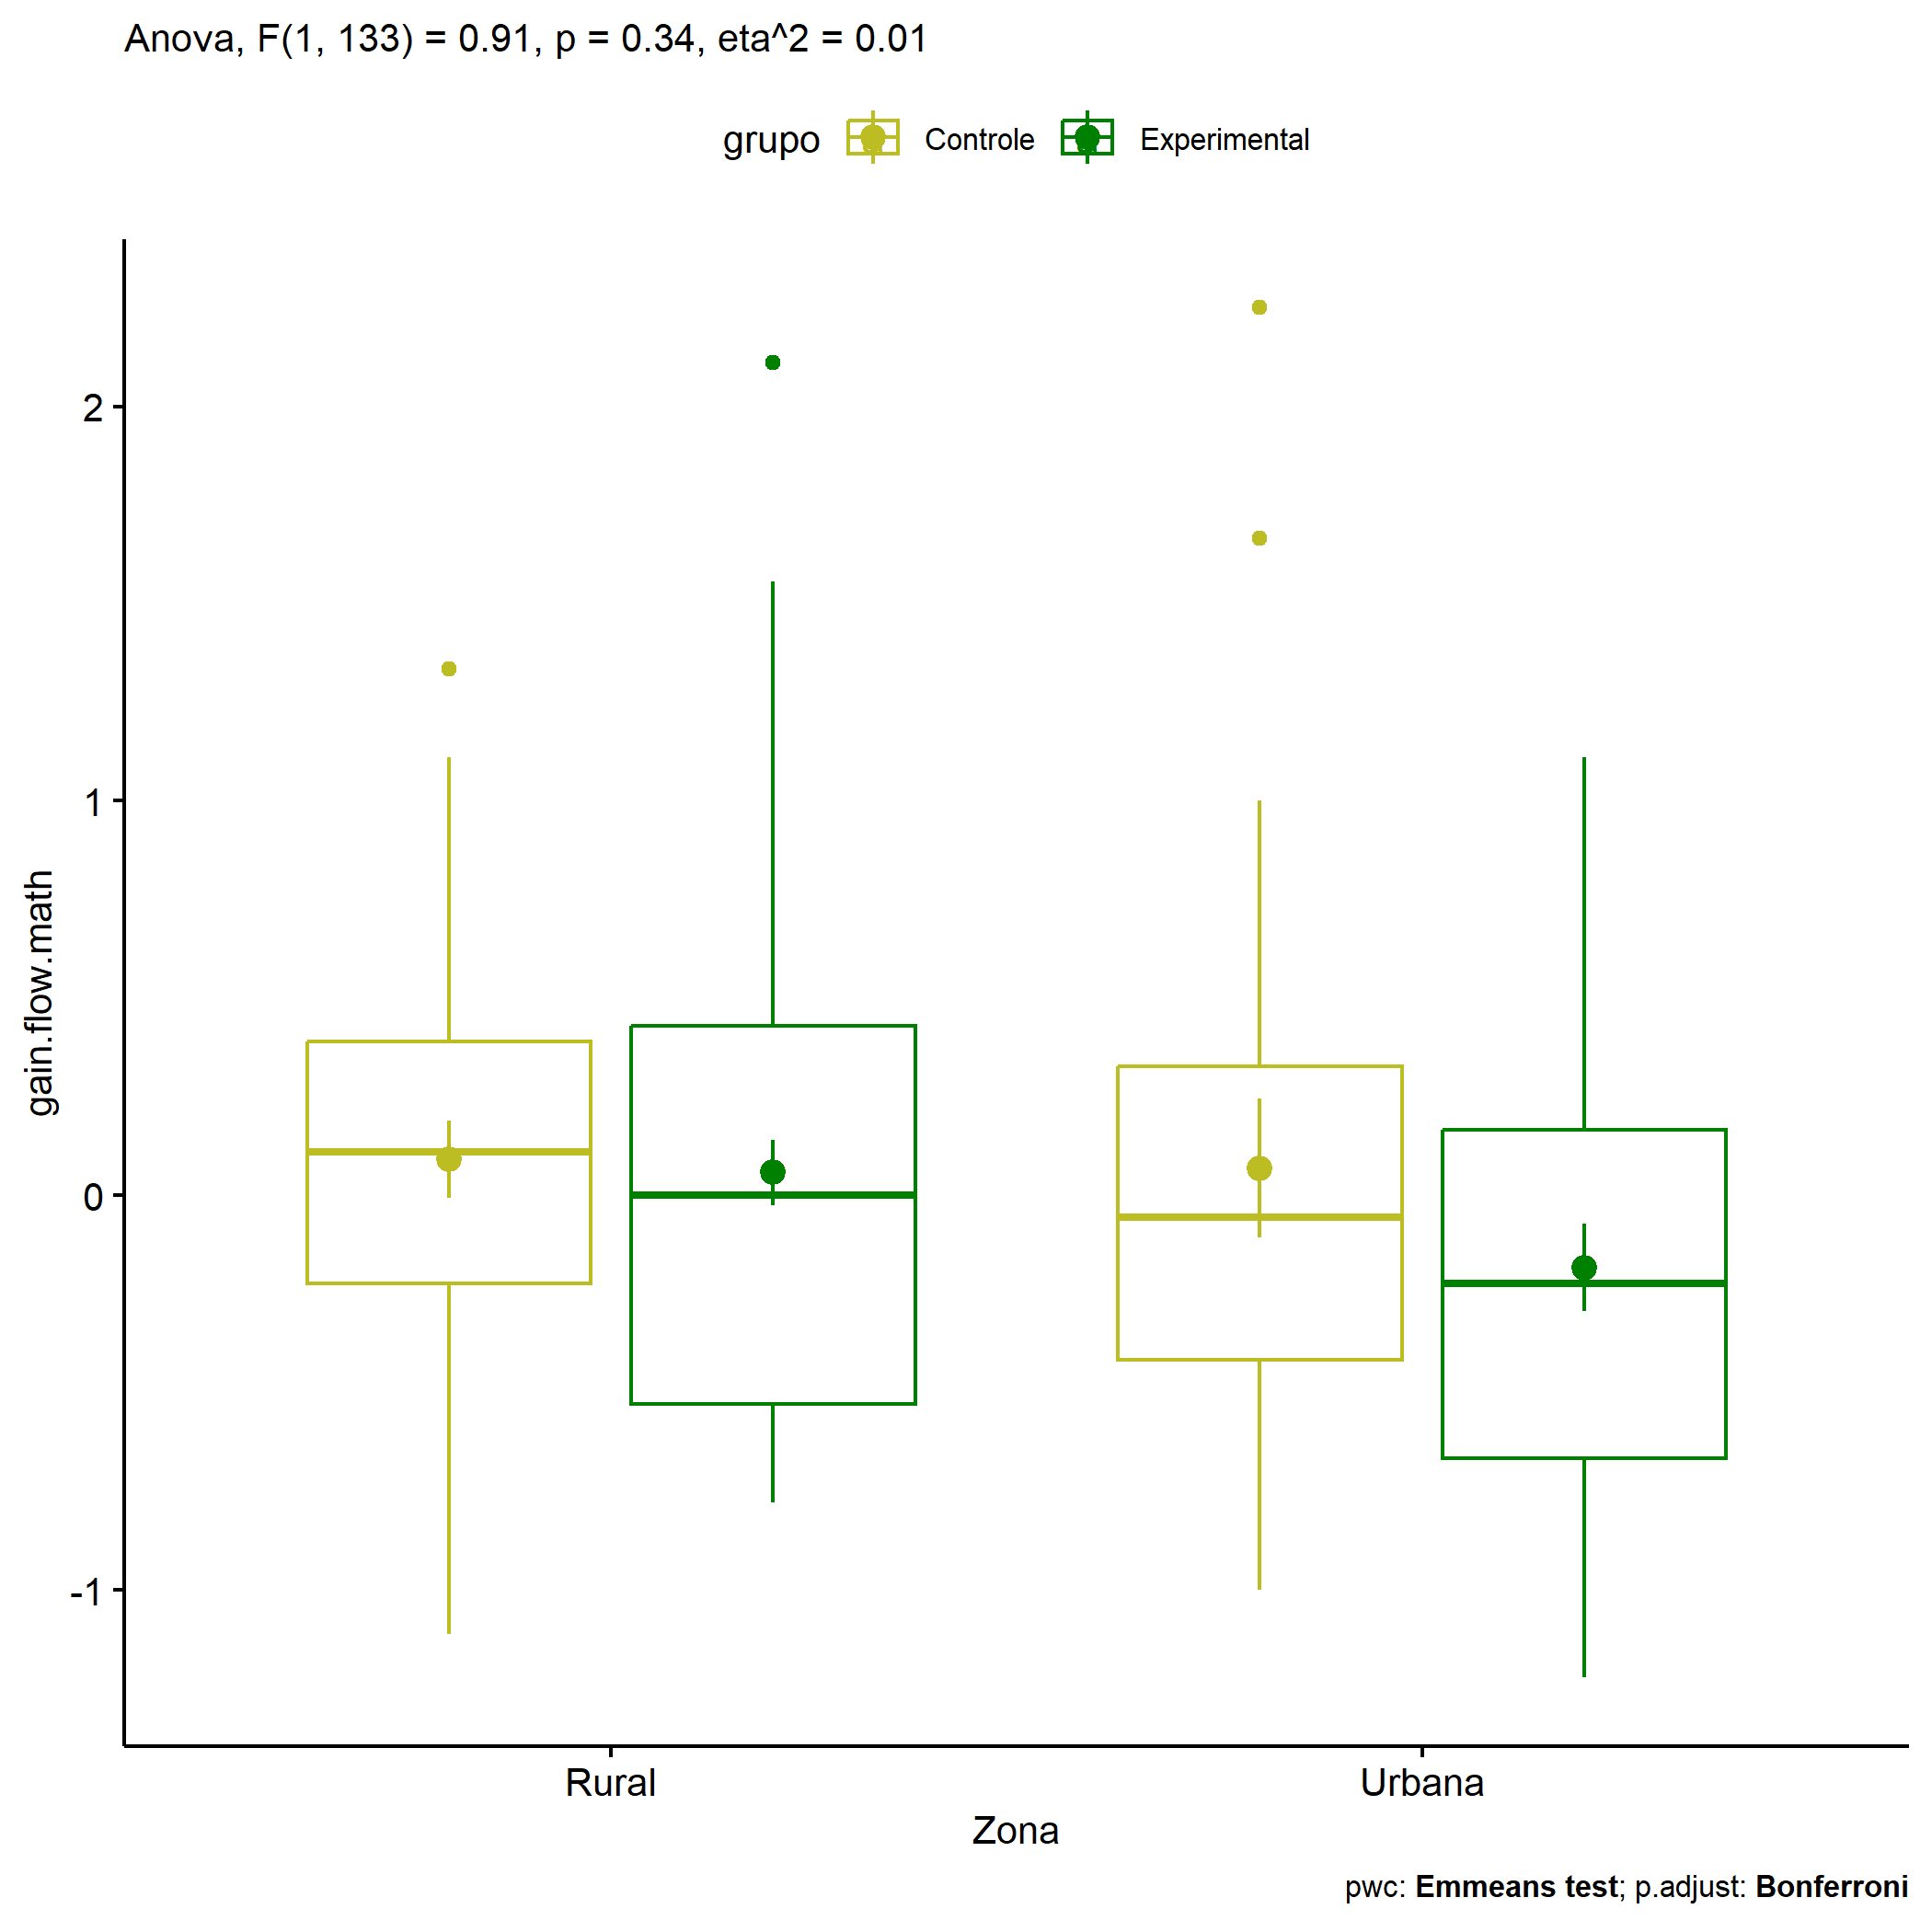 Anova, F(1, 133) = 0.91, p = 0.34, eta^2 = 0.01
grupo Controle Experimental
2
1
0
-1
gain.flow.math
Rural Urbana
Zona
pwc: Emmeans test; p.adjust: Bonferroni